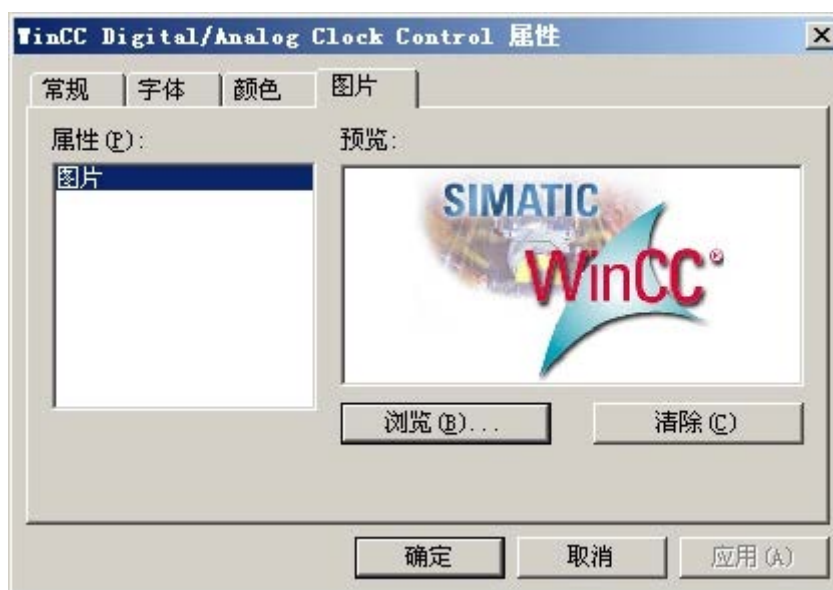 WinCC Digital/Analog Clock Control 属性
常规 字体 颜色 图片
属性(P): 预览:
图片
SIMATIC
WinCC®
浏览(B)... 清除(C)
确定 取消 应用(A)